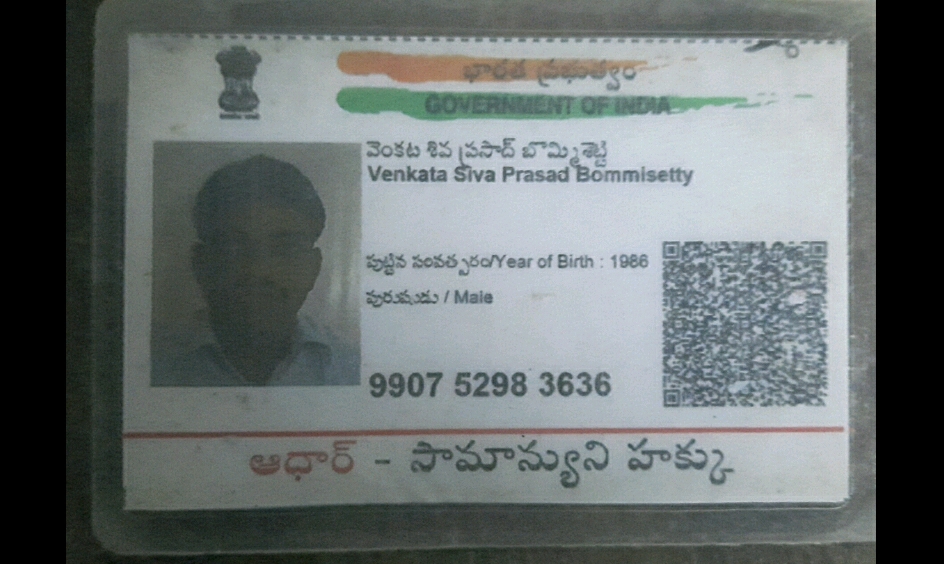 భారత ప్రభుత్వం
GOVERNMENT OF INDIA
వెంకట శివ ప్రసాద్ బొమ్మిశెట్టి
Venkata Siva Prasad Bommisetty
పుట్టిన సంవత్సరం/Year of Birth : 1986
పురుషుడు / Male
9907 5298 3636
ఆధార్ - సామాన్యుని హక్కు